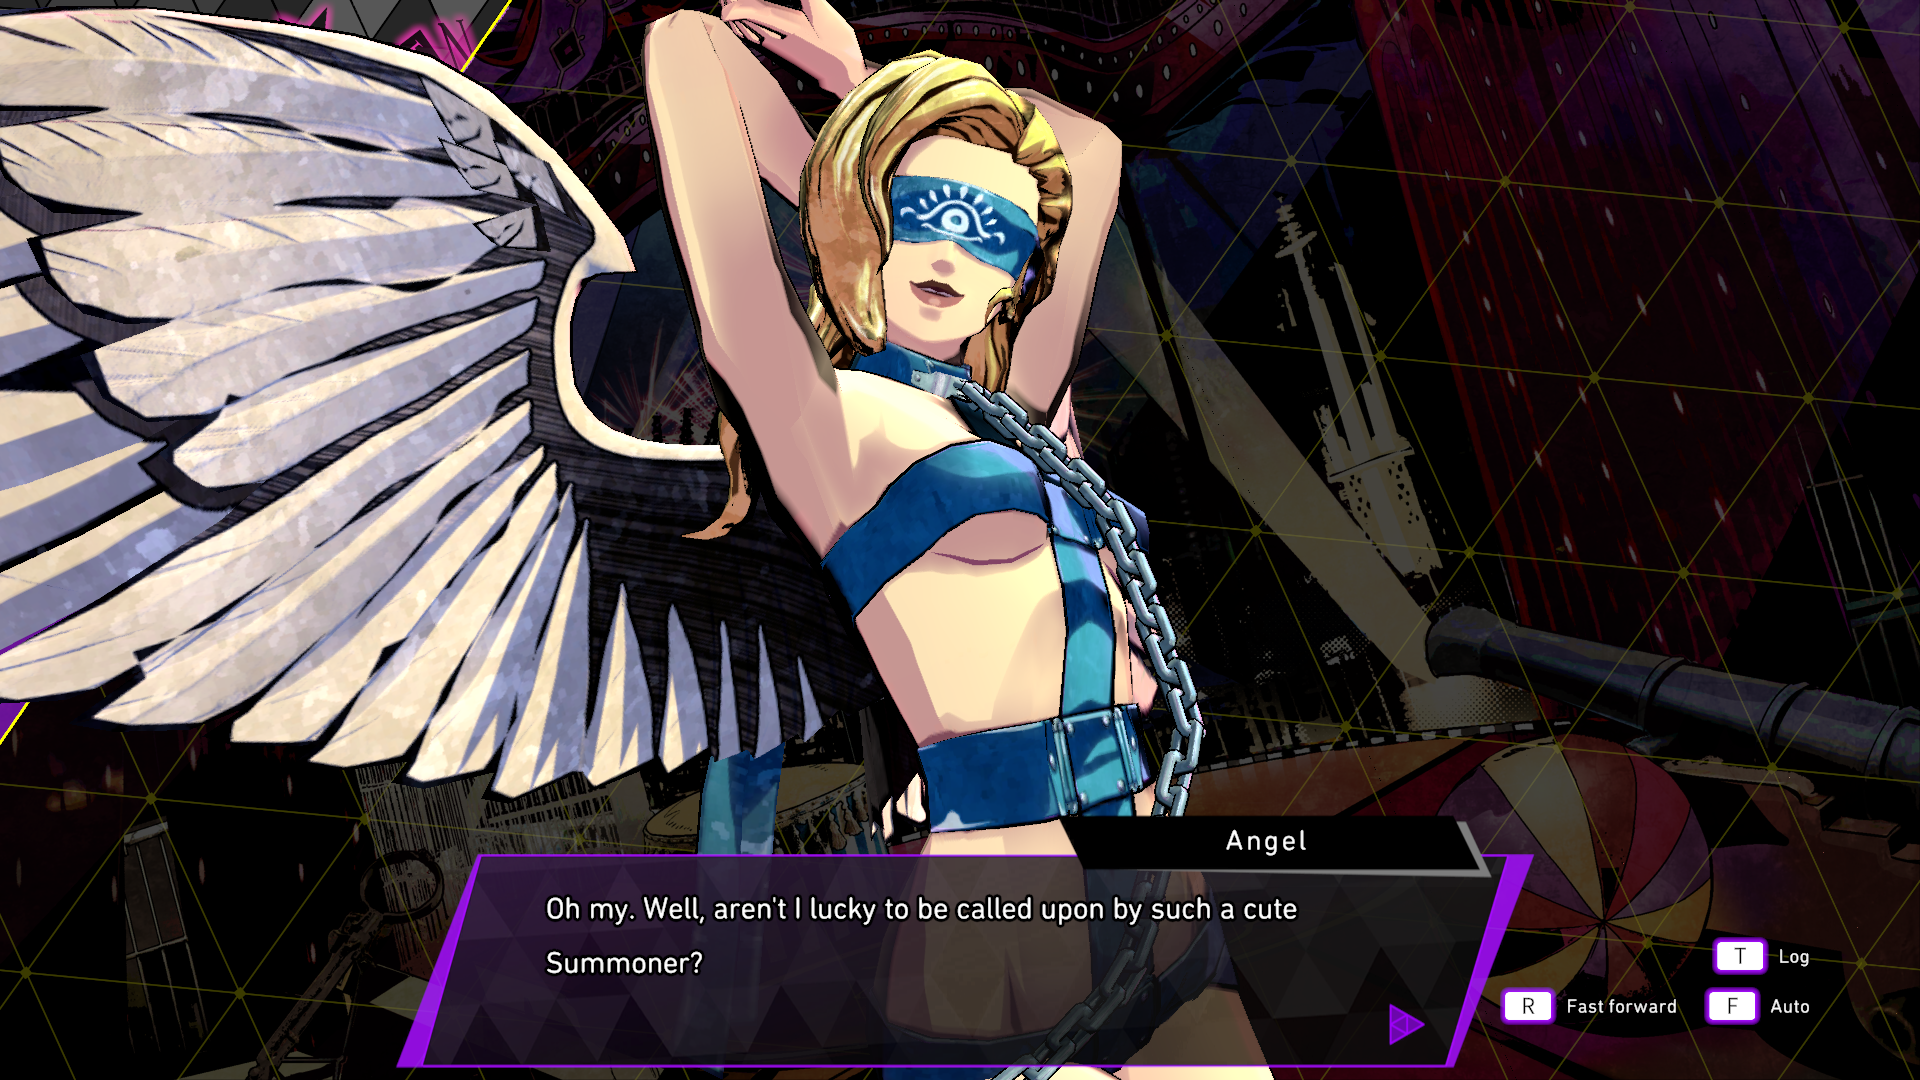 Angel
Oh my. Well, aren't I lucky to be called upon by such a cute
Summoner?
T Log
R Fast forward F Auto